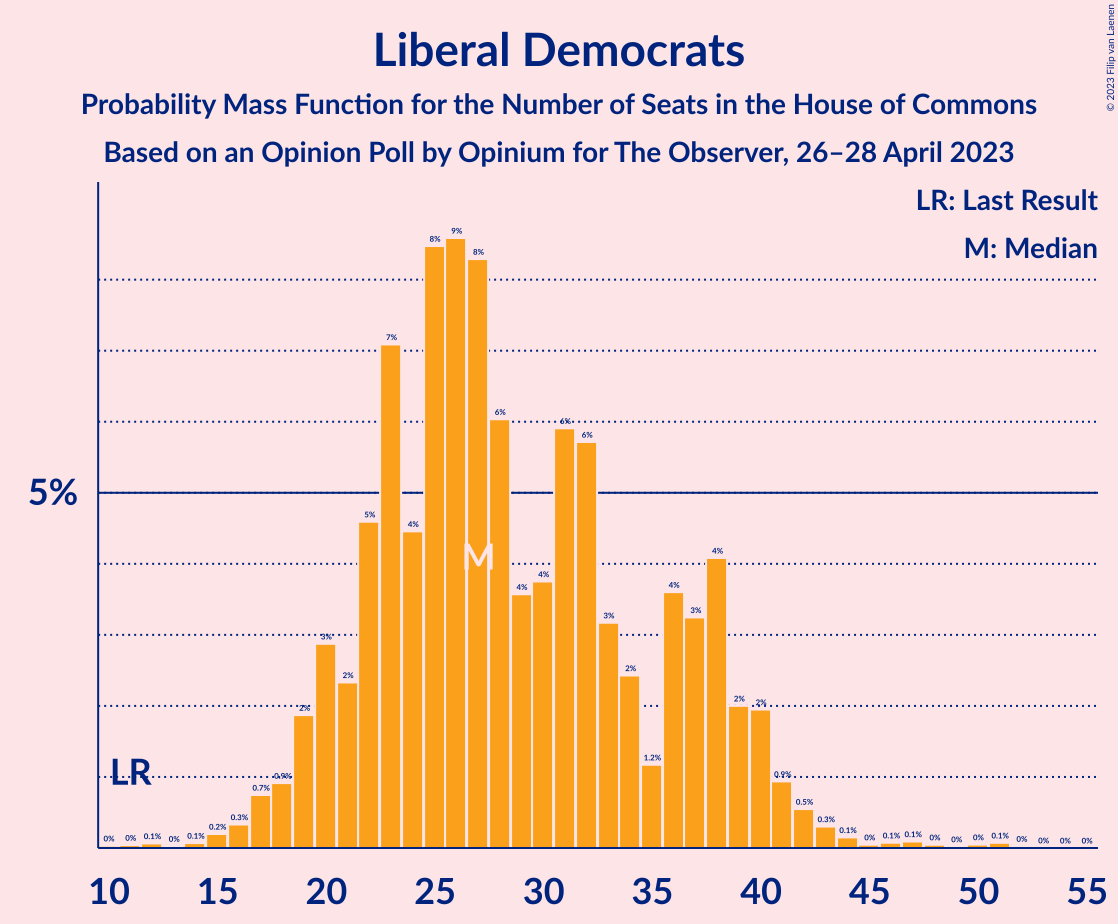 © 2023 Filip van Laenen
Liberal Democrats
Probability Mass Function for the Number of Seats in the House of Commons
Based on an Opinion Poll by Opinium for The Observer, 26–28 April 2023
LR: Last Result
M: Median
5%
0% 0% 0.1% 0% 0.1% 0.2% 0.3% 0.7% 0.9% 2% 3% 2% 5% 7% 4% 8% 9% 8% 6% 4% 4% 6% 6% 3% 2% 1.2% 4% 3% 4% 2% 2% 0.9% 0.5% 0.3% 0.1% 0% 0.1% 0.1% 0% 0% 0% 0.1% 0% 0% 0% 0%
M
LR
10 15 20 25 30 35 40 45 50 55